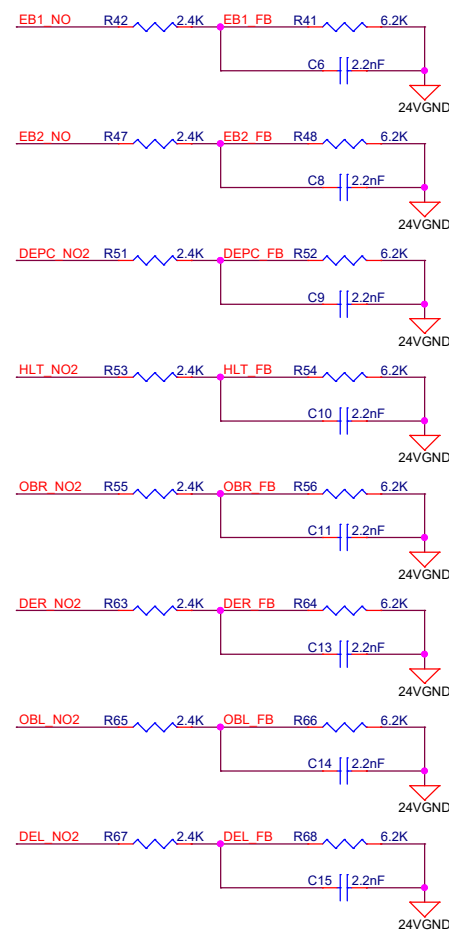 EB1_NO R42 2.4K EB1_FB R41 6.2K
C6 2.2nF
24VGND
EB2_NO R47 2.4K EB2_FB R48 6.2K
C8 2.2nF
24VGND
DEPC_NO2 R51 2.4K DEPC_FB R52 6.2K
C9 2.2nF
24VGND
HLT_NO2 R53 2.4K HLT_FB R54 6.2K
C10 2.2nF
24VGND
OBR_NO2 R55 2.4K OBR_FB R56 6.2K
C11 2.2nF
24VGND
DER_NO2 R63 2.4K DER_FB R64 6.2K
C13 2.2nF
24VGND
OBL_NO2 R65 2.4K OBL_FB R66 6.2K
C14 2.2nF
24VGND
DEL_NO2 R67 2.4K DEL_FB R68 6.2K
C15 2.2nF
24VGND